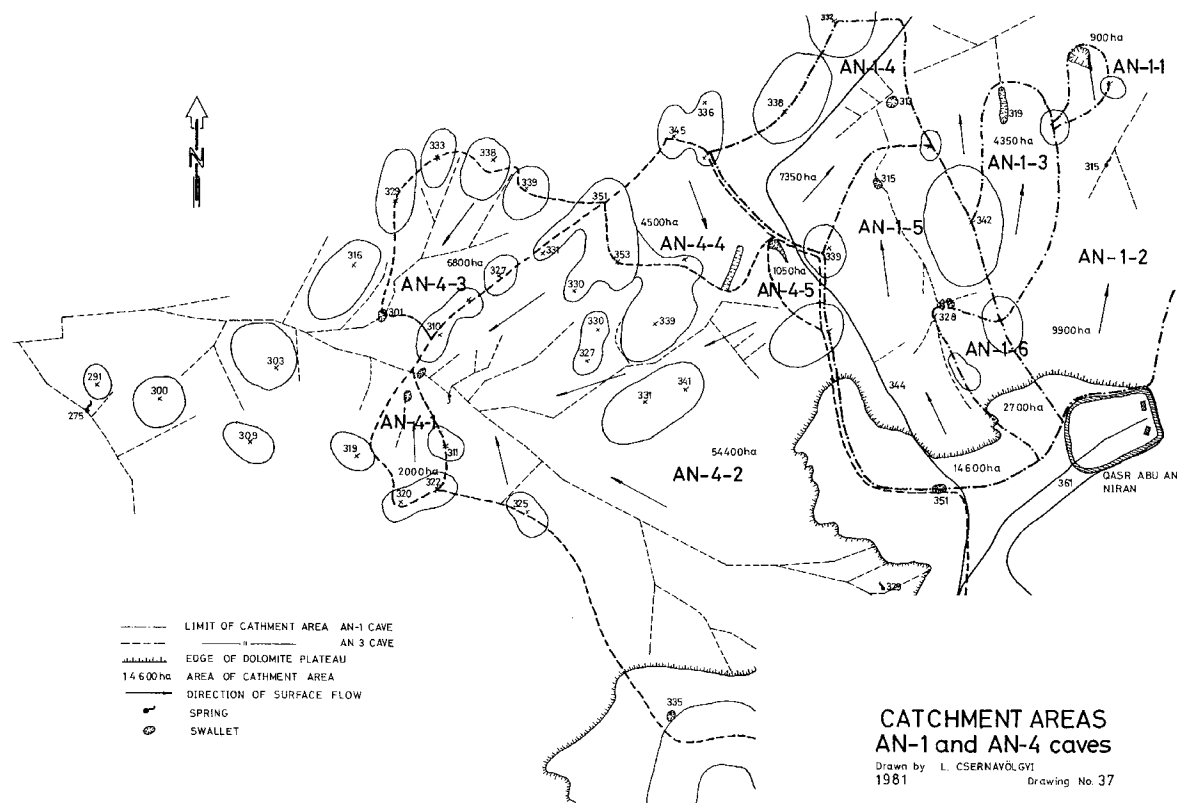 332
900ha
AN-1-4
AN-1-1
336
338
313
319
345
4350ha
333
338
AN-1-3
7350ha
315
315
329
339
351
342
4500ha
AN-1-5
331
AN-4-4
316
6800ha
353
339
AN-1-2
AN-4-3
327
1050ha
AN-4-5
330
301
310
339
328
330
9900ha
AN-1-6
303
327
291
300
331
341
344
275
2700ha
AN-4-1
309
319
311
54400ha
2000ha
AN-4-2
14600ha
QASR ABU AN
NIRAN
322
320
361
351
325
329
LIMIT OF CATHMENT AREA AN-1 CAVE
" AN 3 CAVE
EDGE OF DOLOMITE PLATEAU
14600ha AREA OF CATHMENT AREA
DIRECTION OF SURFACE FLOW
SPRING
SWALLET
N
335
CATCHMENT AREAS
AN-1 and AN-4 caves
Drawn by L. CSERNAVÖLGYI
1981 Drawing No. 37